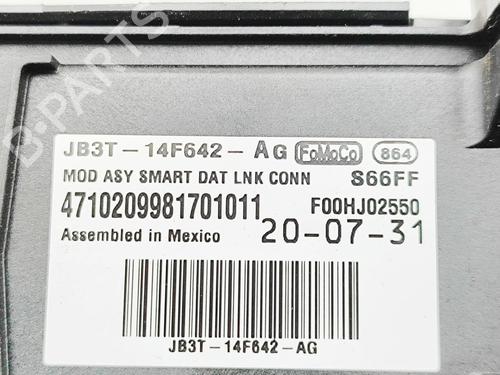 B-PARTS
JB3T-14F642-AG FoMoCo 864
MOD ASY SMART DAT LNK CONN S66FF
4710209981701011 F00HJ02550
Assembled in Mexico 20-07-31
JB3T-14F642-AG